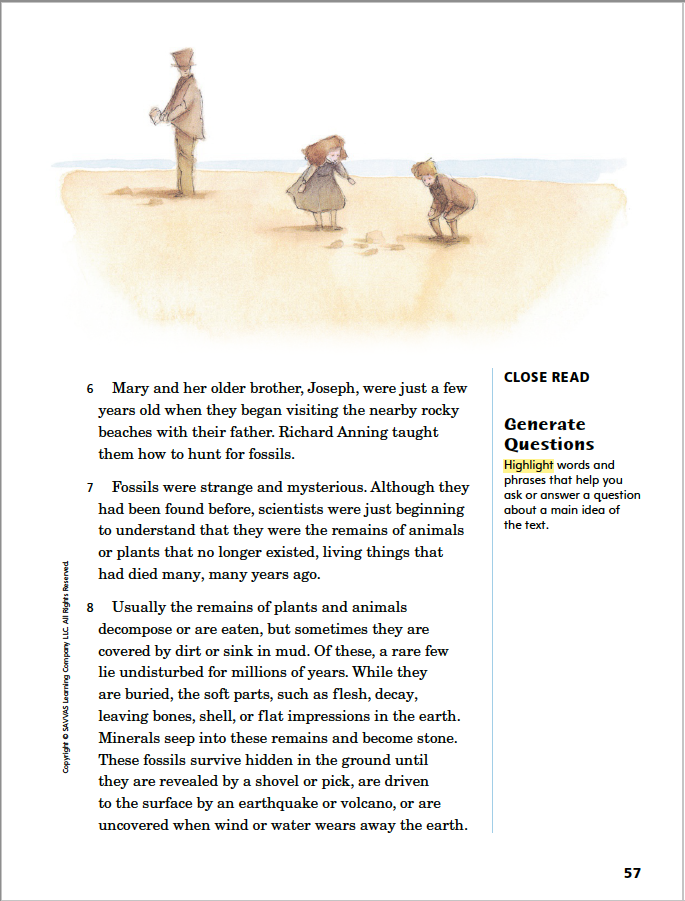 6 Mary and her older brother, Joseph, were just a few
years old when they began visiting the nearby rocky
beaches with their father. Richard Anning taught
them how to hunt for fossils.
7 Fossils were strange and mysterious. Although they
had been found before, scientists were just beginning
to understand that they were the remains of animals
or plants that no longer existed, living things that
had died many, many years ago.
8 Usually the remains of plants and animals
decompose or are eaten, but sometimes they are
covered by dirt or sink in mud. Of these, a rare few
lie undisturbed for millions of years. While they
are buried, the soft parts, such as flesh, decay,
leaving bones, shell, or flat impressions in the earth.
Minerals seep into these remains and become stone.
These fossils survive hidden in the ground until
they are revealed by a shovel or pick, are driven
to the surface by an earthquake or volcano, or are
uncovered when wind or water wears away the earth.
CLOSE READ
Generate
Questions
Highlight words and
phrases that help you
ask or answer a question
about a main idea of
the text.
Copyright © SAVVAS Learning Company LLC. All Rights Reserved.
57